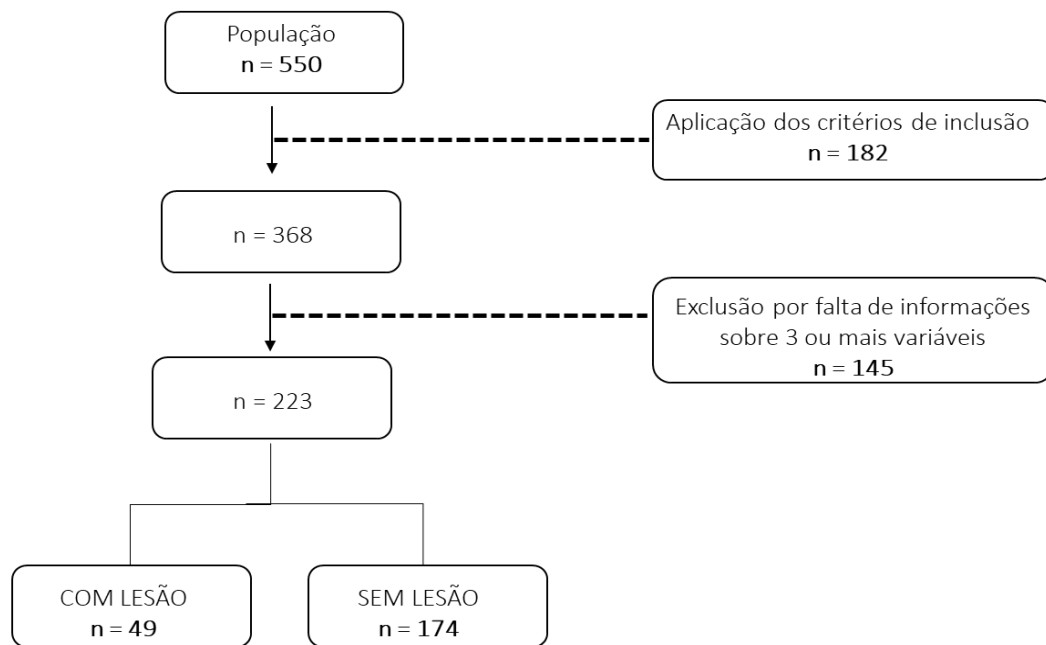 População
n = 550
Aplicação dos critérios de inclusão
n = 182
n = 368
Exclusão por falta de informações
sobre 3 ou mais variáveis
n = 145
n = 223
COM LESÃO
n = 49
SEM LESÃO
n = 174